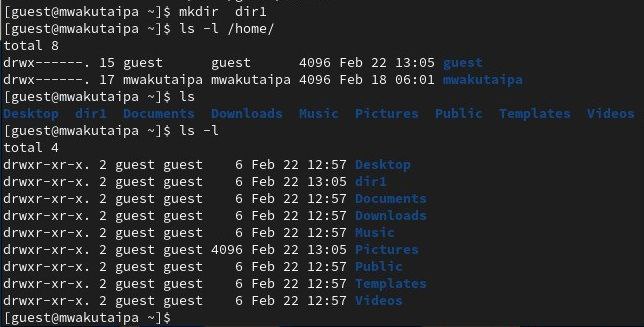 [guest@mwakutaipa ~]$ mkdir  dir1
[guest@mwakutaipa ~]$ ls -l /home/
total 8
drwx------. 15 guest      guest      4096 Feb 22 13:05 guest
drwx------. 17 mwakutaipa mwakutaipa 4096 Feb 18 06:01 mwakutaipa
[guest@mwakutaipa ~]$ ls
Desktop  dir1  Documents  Downloads  Music  Pictures  Public  Templates  Videos
[guest@mwakutaipa ~]$ ls -l
total 4
drwxr-xr-x. 2 guest guest    6 Feb 22 12:57 Desktop
drwxr-xr-x. 2 guest guest    6 Feb 22 13:05 dir1
drwxr-xr-x. 2 guest guest    6 Feb 22 12:57 Documents
drwxr-xr-x. 2 guest guest    6 Feb 22 12:57 Downloads
drwxr-xr-x. 2 guest guest    6 Feb 22 12:57 Music
drwxr-xr-x. 2 guest guest 4096 Feb 22 13:05 Pictures
drwxr-xr-x. 2 guest guest    6 Feb 22 12:57 Public
drwxr-xr-x. 2 guest guest    6 Feb 22 12:57 Templates
drwxr-xr-x. 2 guest guest    6 Feb 22 12:57 Videos
[guest@mwakutaipa ~]$